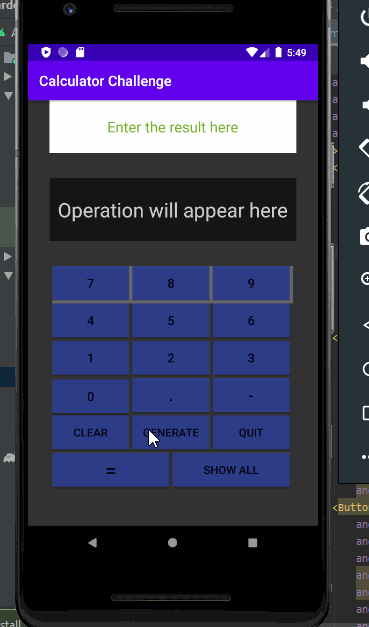 5:49
Calculator Challenge
Enter the result here
Operation will appear here
7 8 9
4 5 6
1 2 3
0 . -
CLEAR GENERATE QUIT
= SHOW ALL
<Button